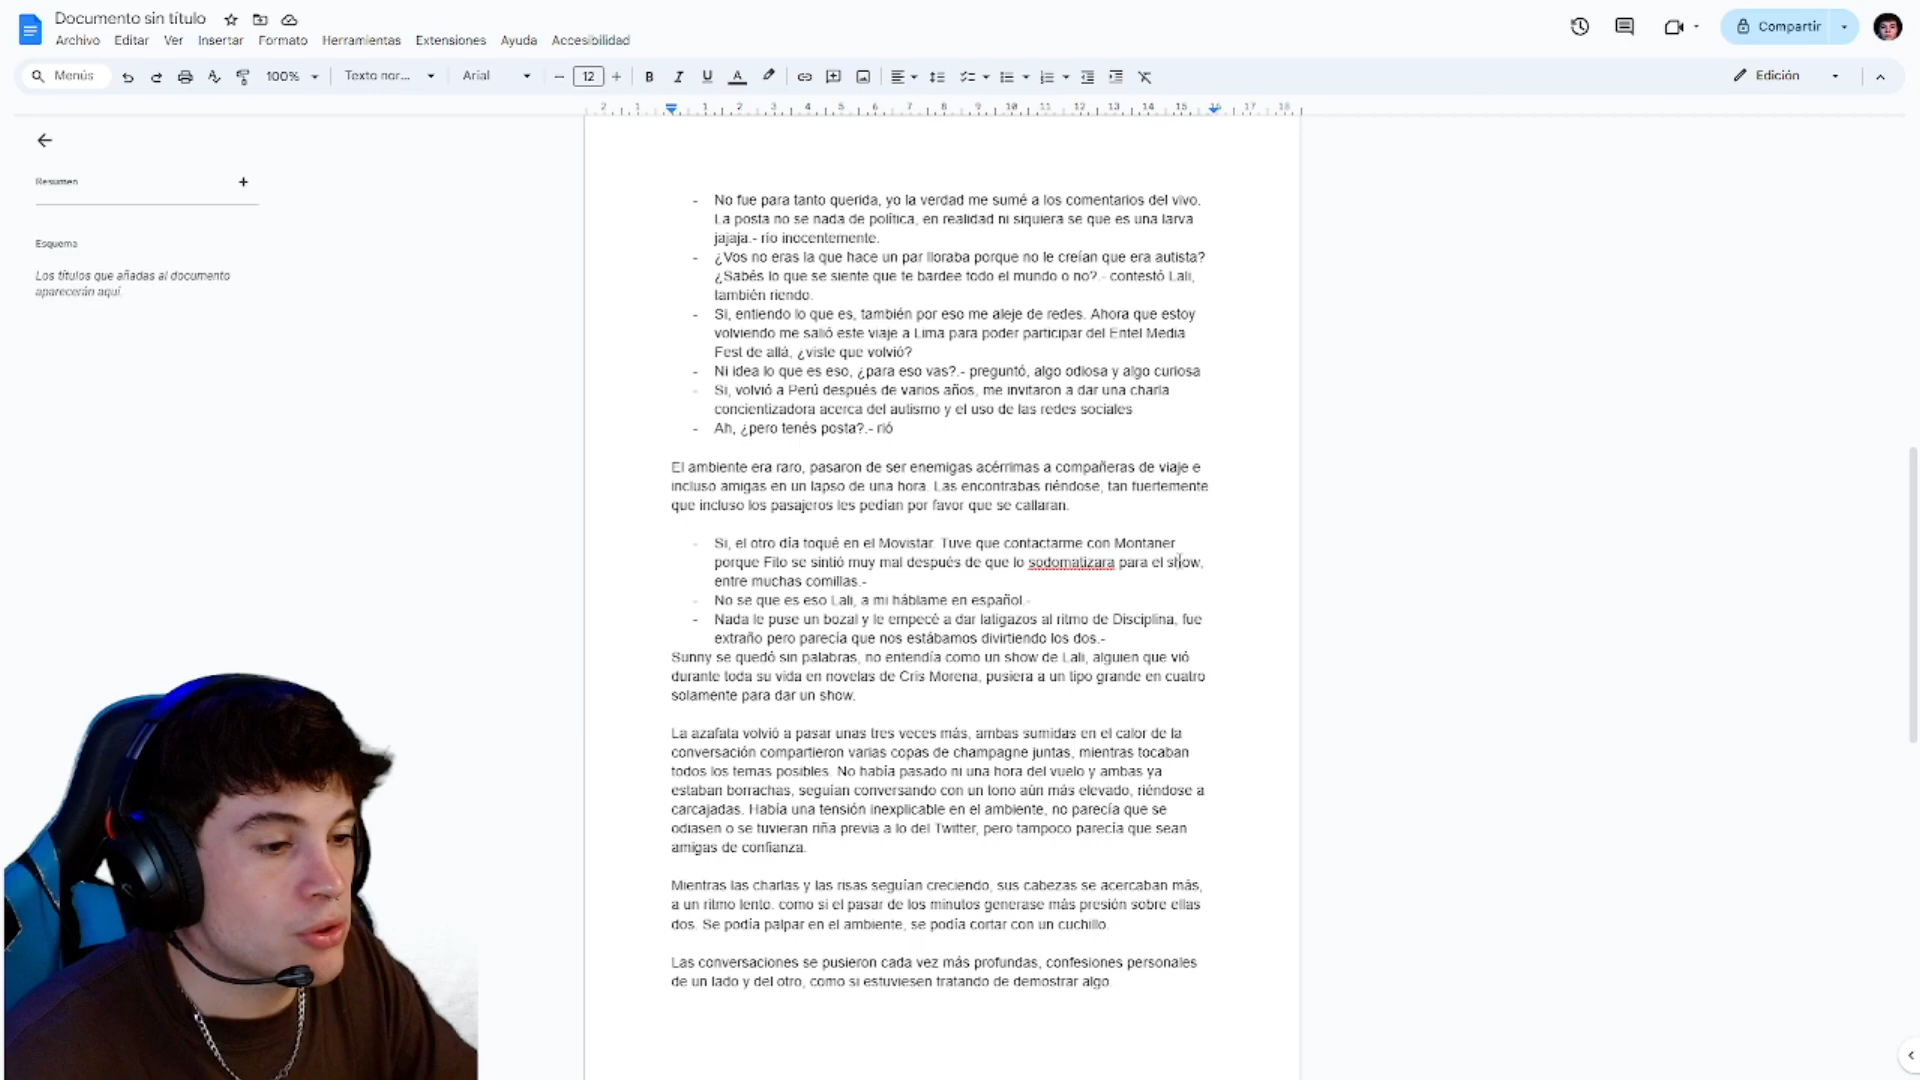 Documento sin título
Archivo Editar Ver Insertar Formato Herramientas Extensiones Ayuda Accesibilidad
Compartir
Menús 100% Texto nor... Arial 12 B I U A Edición
2 1 1 2 3 4 5 6 7 8 9 10 11 12 13 14 15 16 17 18
Resumen
Esquema
Los títulos que añadas al documento
aparecerán aquí.
- No fue para tanto querida, yo la verdad me sumé a los comentarios del vivo.
La posta no se nada de política, en realidad ni siquiera se que es una larva
jajaja.- río inocentemente.
- ¿Vos no eras la que hace un par lloraba porque no le creían que era autista?
¿Sabés lo que se siente que te bardee todo el mundo o no?.- contestó Lali,
también riendo.
- Si, entiendo lo que es, también por eso me aleje de redes. Ahora que estoy
volviendo me salió este viaje a Lima para poder participar del Entel Media
Fest de allá, ¿viste que volvió?
- Ni idea lo que es eso, ¿para eso vas?.- preguntó, algo odiosa y algo curiosa
- Si, volvió a Perú después de varios años, me invitaron a dar una charla
concientizadora acerca del autismo y el uso de las redes sociales
- Ah, ¿pero tenés posta?.- rió
El ambiente era raro, pasaron de ser enemigas acérrimas a compañeras de viaje e
incluso amigas en un lapso de una hora. Las encontrabas riéndose, tan fuertemente
que incluso los pasajeros les pedían por favor que se callaran.
- Si, el otro día toqué en el Movistar. Tuve que contactarme con Montaner
porque Filo se sintió muy mal después de que lo sodomatizara para el show,
entre muchas comillas.-
- No se que es eso Lali, a mi háblame en español.-
- Nada le puse un bozal y le empecé a dar latigazos al ritmo de Disciplina, fue
extraño pero parecía que nos estábamos divirtiendo los dos.-
Sunny se quedó sin palabras, no entendía como un show de Lali, alguien que vió
durante toda su vida en novelas de Cris Morena, pusiera a un tipo grande en cuatro
solamente para dar un show.
La azafata volvió a pasar unas tres veces más, ambas sumidas en el calor de la
conversación compartieron varias copas de champagne juntas, mientras tocaban
todos los temas posibles. No había pasado ni una hora del vuelo y ambas ya
estaban borrachas, seguían conversando con un tono aún más elevado, riéndose a
carcajadas. Había una tensión inexplicable en el ambiente, no parecía que se
odiasen o se tuvieran riña previa a lo del Twitter, pero tampoco parecía que sean
amigas de confianza.
Mientras las charlas y las risas seguían creciendo, sus cabezas se acercaban más,
a un ritmo lento. como si el pasar de los minutos generase más presión sobre ellas
dos. Se podía palpar en el ambiente, se podía cortar con un cuchillo.
Las conversaciones se pusieron cada vez más profundas, confesiones personales
de un lado y del otro, como si estuviesen tratando de demostrar algo.